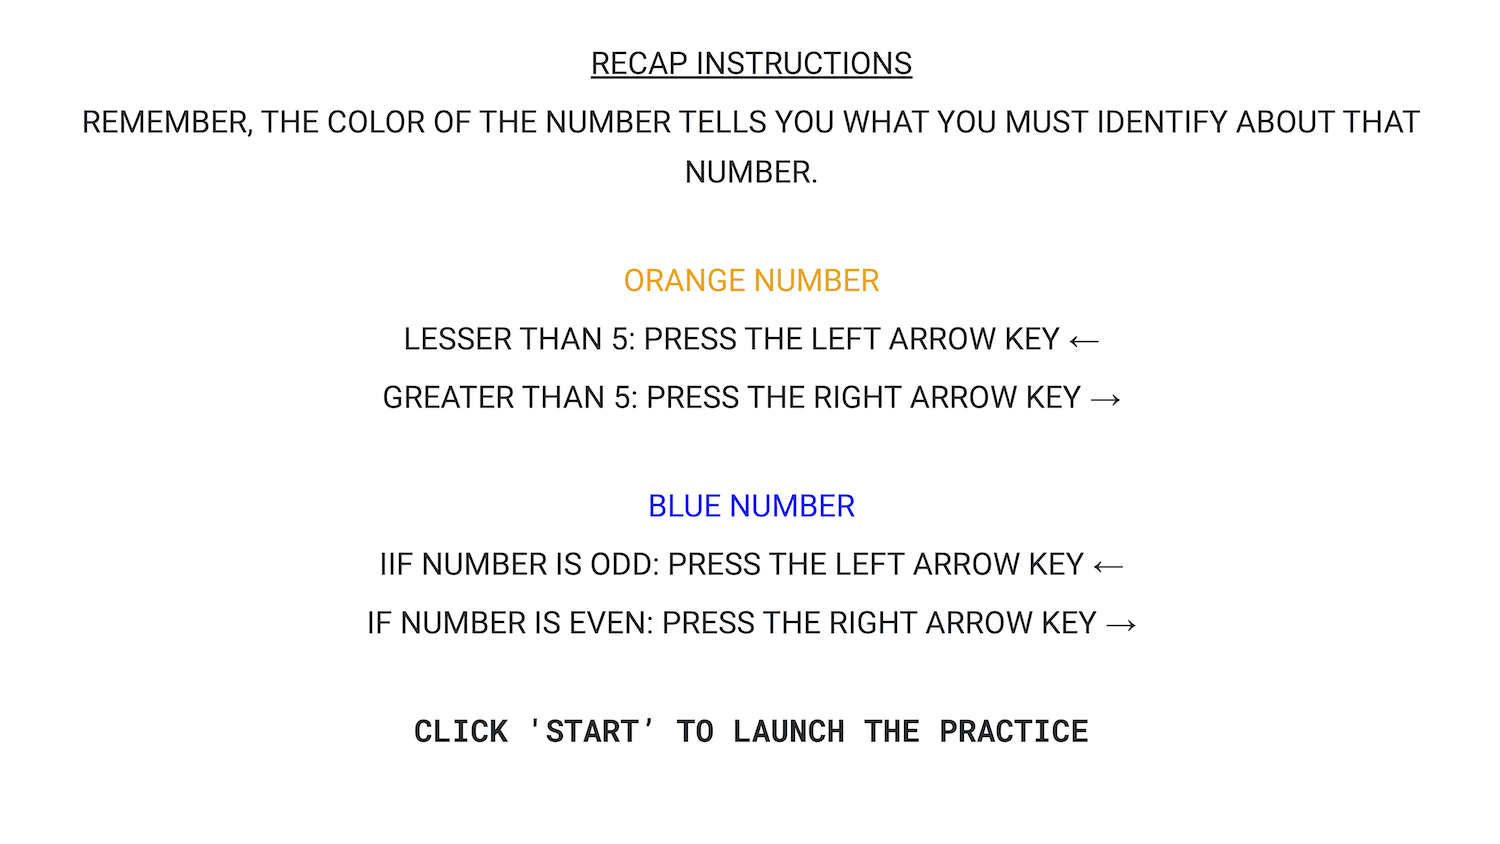 RECAP INSTRUCTIONS
REMEMBER, THE COLOR OF THE NUMBER TELLS YOU WHAT YOU MUST IDENTIFY ABOUT THAT
NUMBER.
ORANGE NUMBER
LESSER THAN 5: PRESS THE LEFT ARROW KEY ←
GREATER THAN 5: PRESS THE RIGHT ARROW KEY →
BLUE NUMBER
IIF NUMBER IS ODD: PRESS THE LEFT ARROW KEY ←
IF NUMBER IS EVEN: PRESS THE RIGHT ARROW KEY →
CLICK 'START’ TO LAUNCH THE PRACTICE